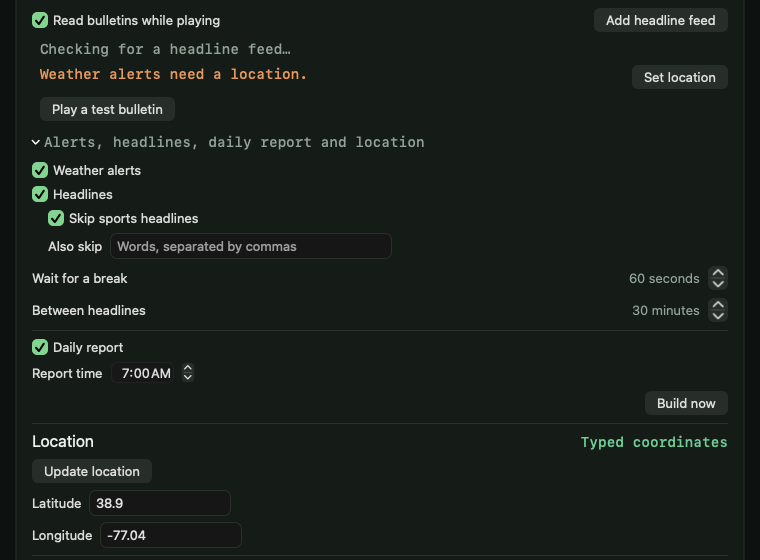 Read bulletins while playing
Add headline feed
Checking for a headline feed…
Weather alerts need a location.
Set location
Play a test bulletin
Alerts, headlines, daily report and location
Weather alerts
Headlines
Skip sports headlines
Also skip Words, separated by commas
Wait for a break 60 seconds
Between headlines 30 minutes
Daily report
Report time 7:00 AM
Build now
Location Typed coordinates
Update location
Latitude 38.9
Longitude -77.04